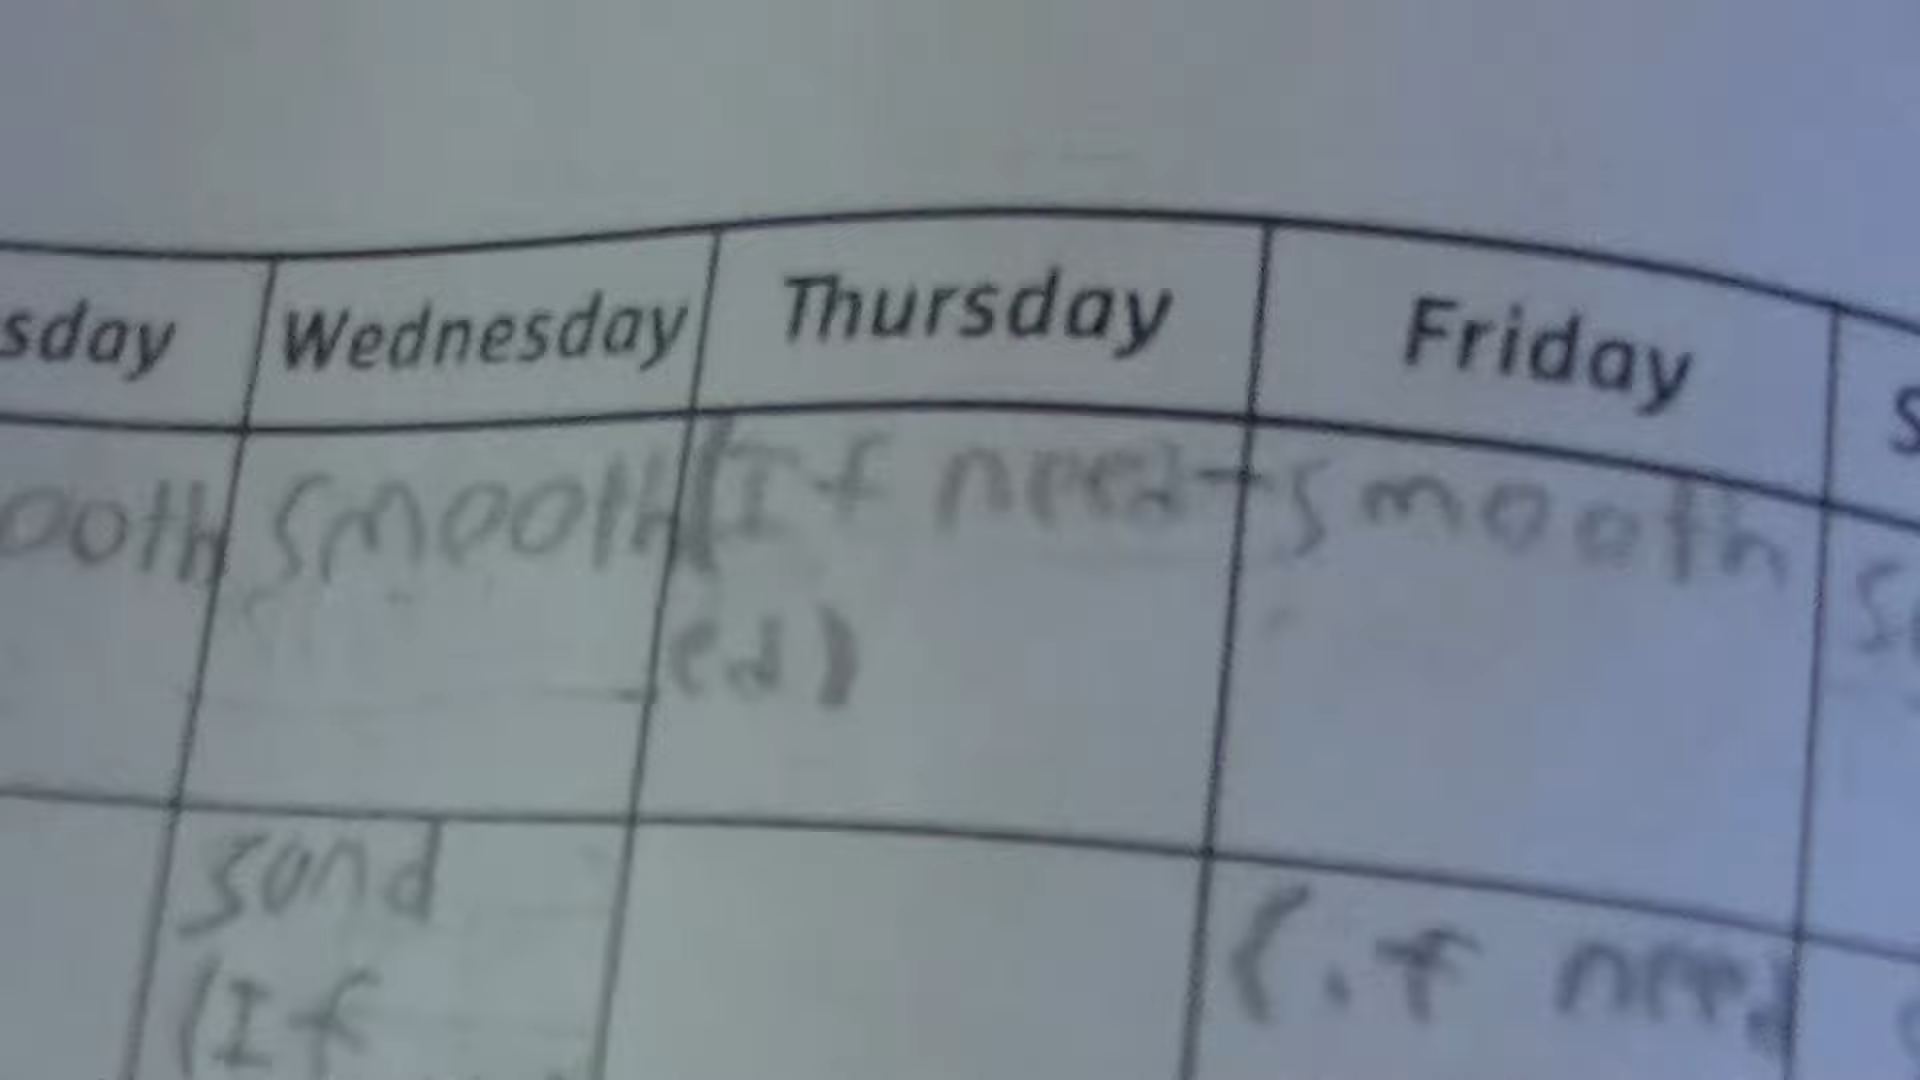 sday Wednesday Thursday Friday S
ooth smooth (If need- smooth
ed)
sand
(If (if need